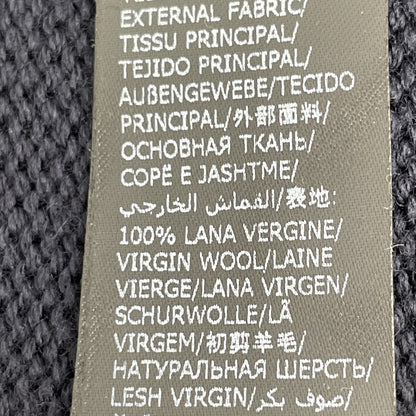 EXTERNAL FABRIC/
TISSU PRINCIPAL/
TEJIDO PRINCIPAL/
AUßENGEWEBE/TECIDO
PRINCIPAL/外部面料/
ОСНОВНАЯ ТКАНЬ/
COPË E JASHTME/
القماش الخارجي/表地:
100% LANA VERGINE/
VIRGIN WOOL/LAINE
VIERGE/LANA VIRGEN/
SCHURWOLLE/LÃ
VIRGEM/初剪羊毛/
НАТУРАЛЬНАЯ ШЕРСТЬ/
LESH VIRGIN/صوف بكر/